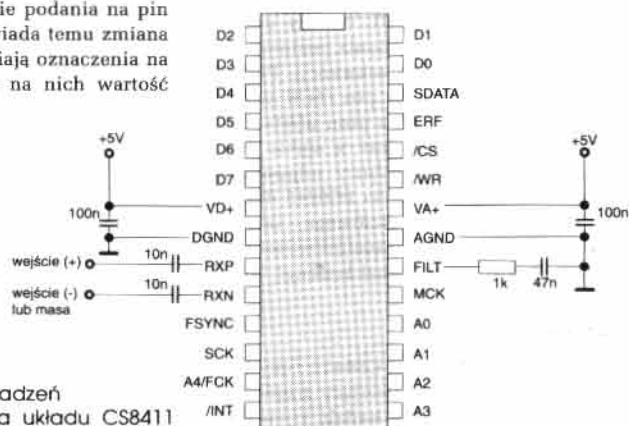 ie podania na pin
iada temu zmiana
iają oznaczenia na
na nich wartość
D2
D1
D3
D0
D4
SDATA
D5
ERF
+5V
D6
/CS
+5V
D7
/WR
100n
VD+
VA+
100n
DGND
AGND
wejście (+)
10n
RXP
FILT
1k
47n
wejście (-)
lub masa
10n
RXN
MCK
FSYNC
A0
SCK
A1
A4/FCK
A2
/INT
A3
adzeń
a układu CS8411